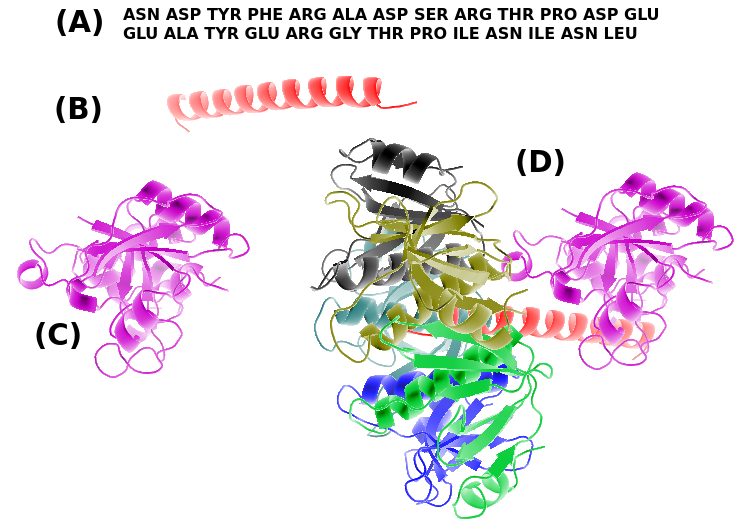 (A) ASN ASP TYR PHE ARG ALA ASP SER ARG THR PRO ASP GLU
GLU ALA TYR GLU ARG GLY THR PRO ILE ASN ILE ASN LEU
(B)
(D)
(C)